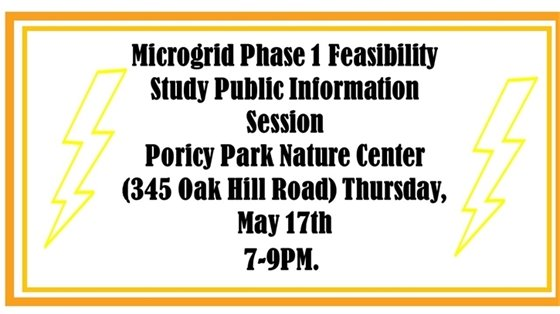 Microgrid Phase 1 Feasibility
Study Public Information
Session
Poricy Park Nature Center
(345 Oak Hill Road) Thursday,
May 17th
7-9PM.